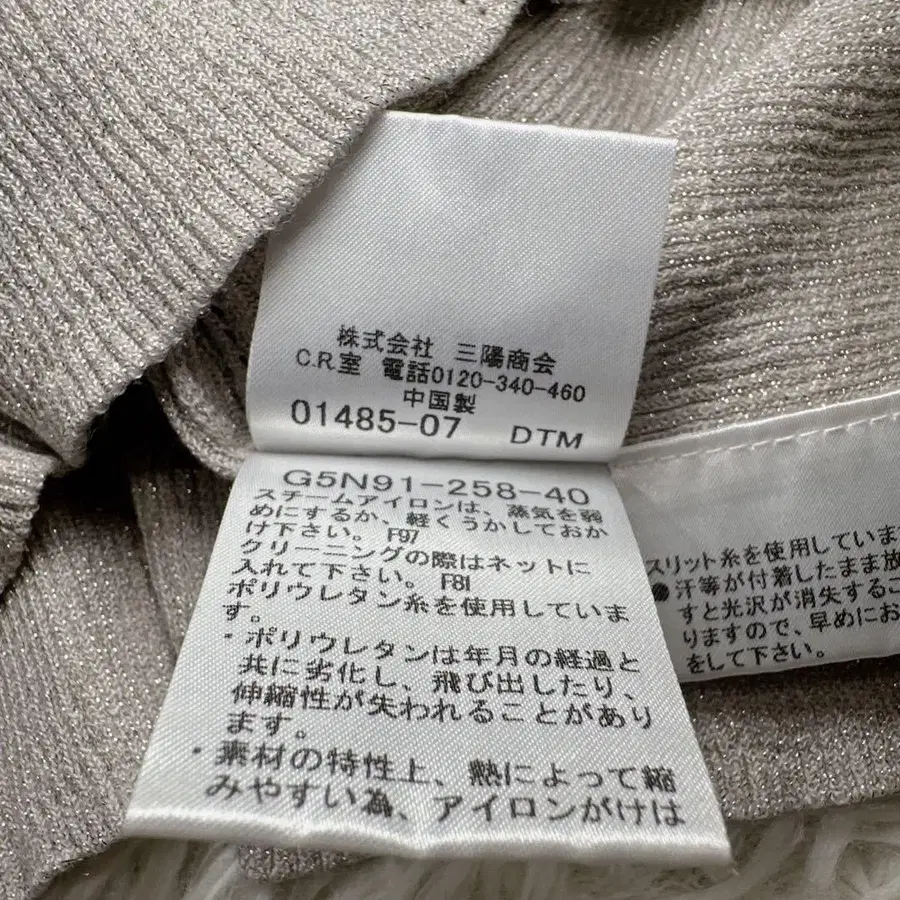 株式会社 三陽商会
C.R.室 電話0120-340-460
中国製
01485-07 DTM
G5N91-258-40
スチームアイロンは、蒸気を弱
めにするか、軽くうかしておか
け下さい。F97
クリーニングの際はネットに
入れて下さい。F81
ポリウレタン糸を使用していま
す。
・ポリウレタンは年月の経過と
共に劣化し、飛び出したり、
伸縮性が失われることがあり
ます。
・素材の特性上、熱によって縮
みやすい為、アイロンがけは
スリット糸を使用しています
●汗等が付着したまま放
すと光沢が消失するこ
りますので、早めにお
をして下さい。